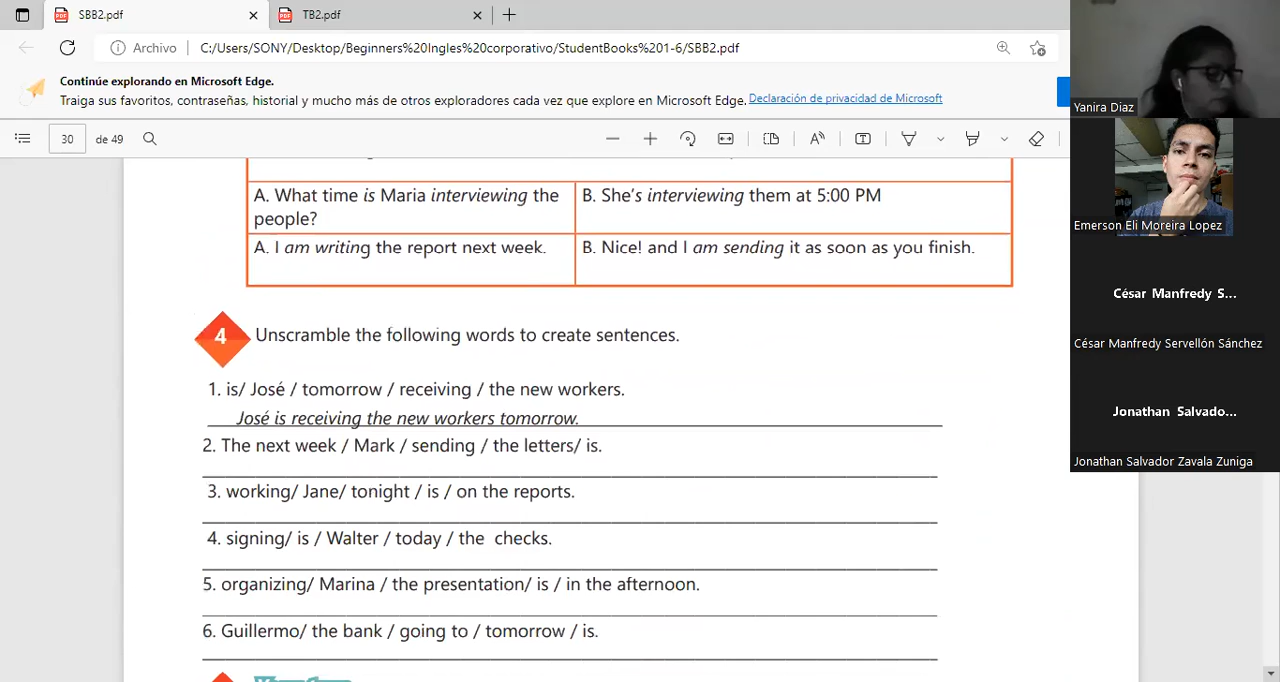 SBB2.pdf
TB2.pdf
Archivo
C:/Users/SONY/Desktop/Beginners%20Ingles%20corporativo/StudentBooks%201-6/SBB2.pdf
Continúe explorando en Microsoft Edge.
Traiga sus favoritos, contraseñas, historial y mucho más de otros exploradores cada vez que explore en Microsoft Edge. Declaración de privacidad de Microsoft
30 de 49
A. What time is Maria interviewing the people?
B. She's interviewing them at 5:00 PM
A. I am writing the report next week.
B. Nice! and I am sending it as soon as you finish.
4 Unscramble the following words to create sentences.
1. is/ José / tomorrow / receiving / the new workers.
José is receiving the new workers tomorrow.
2. The next week / Mark / sending / the letters/ is.
3. working/ Jane/ tonight / is / on the reports.
4. signing/ is / Walter / today / the checks.
5. organizing/ Marina / the presentation/ is / in the afternoon.
6. Guillermo/ the bank / going to / tomorrow / is.
Yanira Díaz
Emerson Eli Moreira Lopez
César Manfredy S...
César Manfredy Servellón Sánchez
Jonathan Salvado...
Jonathan Salvador Zavala Zuniga